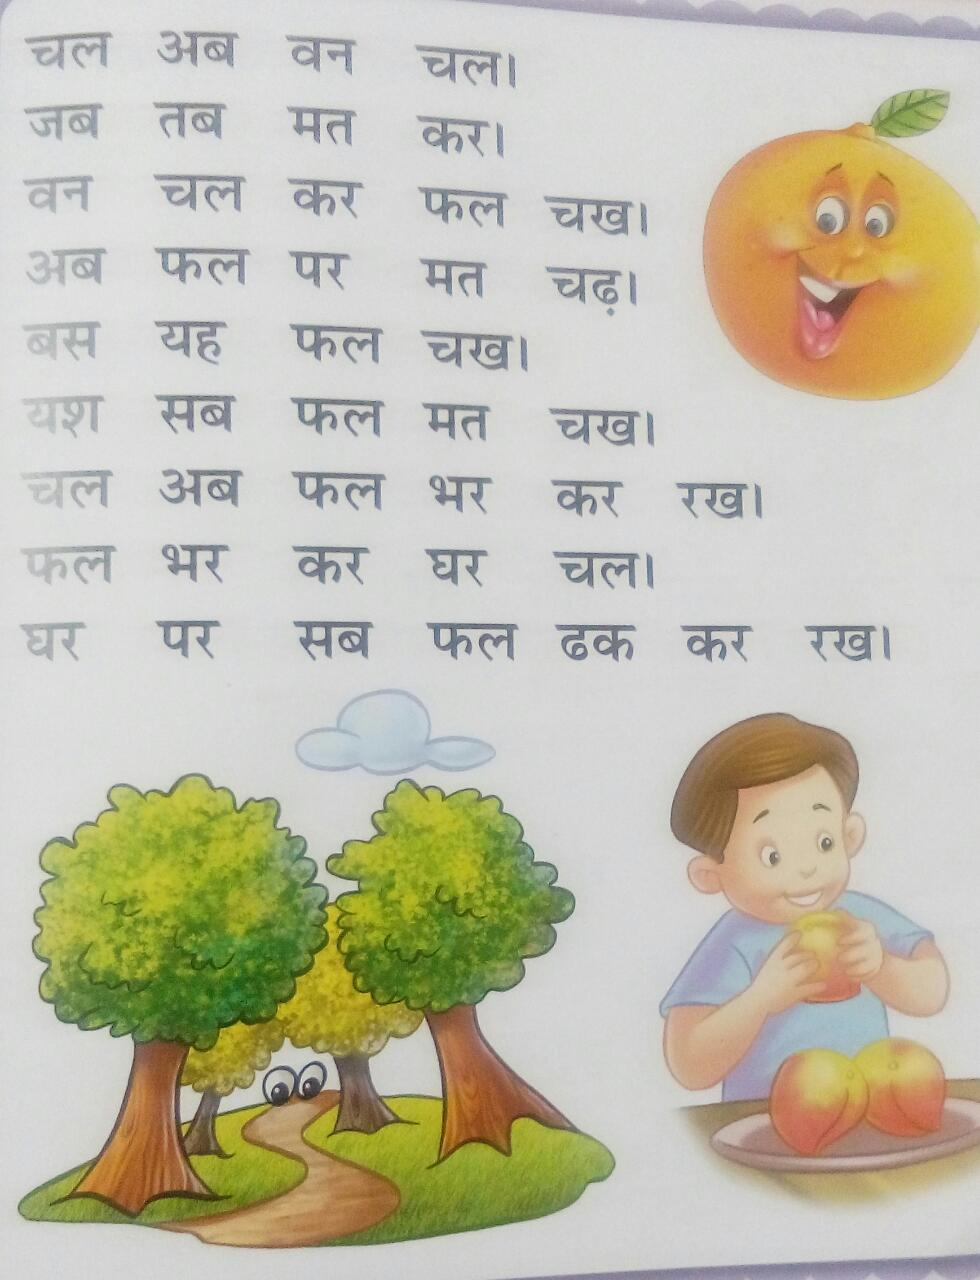 चल अब वन चल।
जब तब मत कर।
वन चल कर फल चख।
अब फल पर मत चढ़।
बस यह फल चख।
यश सब फल मत चख।
चल अब फल भर कर रख।
फल भर कर घर चल।
घर पर सब फल ढक कर रख।